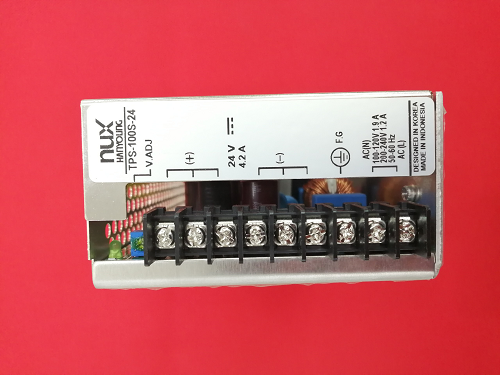 nux
HANYOUNG
TPS-100S-24
V.ADJ
(+)
24 V
4.2 A
(−)
F.G
AC(N)
100-120V 1.9 A
200-240V 1.2 A
50-60 Hz
AC (L)
DESIGNED IN KOREA
MADE IN INDONESIA